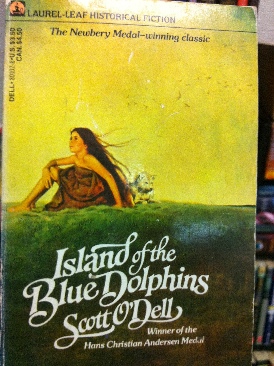 LAUREL-LEAF HISTORICAL FICTION
The Newbery Medal–winning classic
Island of the
Blue Dolphins
Scott O'Dell
Winner of the
Hans Christian Andersen Medal